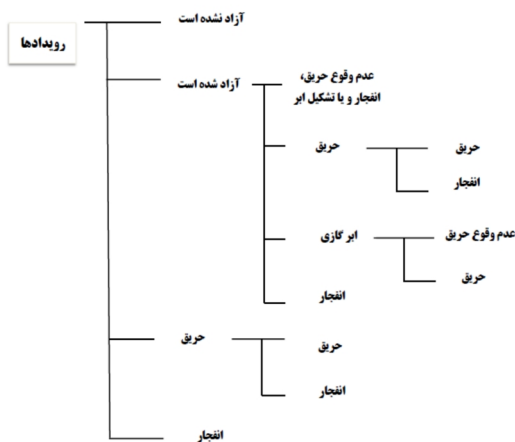 رویدادها
آزاد نشده است
آزاد شده است
عدم وقوع حریق،
انفجار و یا تشکیل ابر
حریق
حریق
انفجار
ابر گازی
عدم وقوع حریق
حریق
انفجار
حریق
حریق
انفجار
انفجار